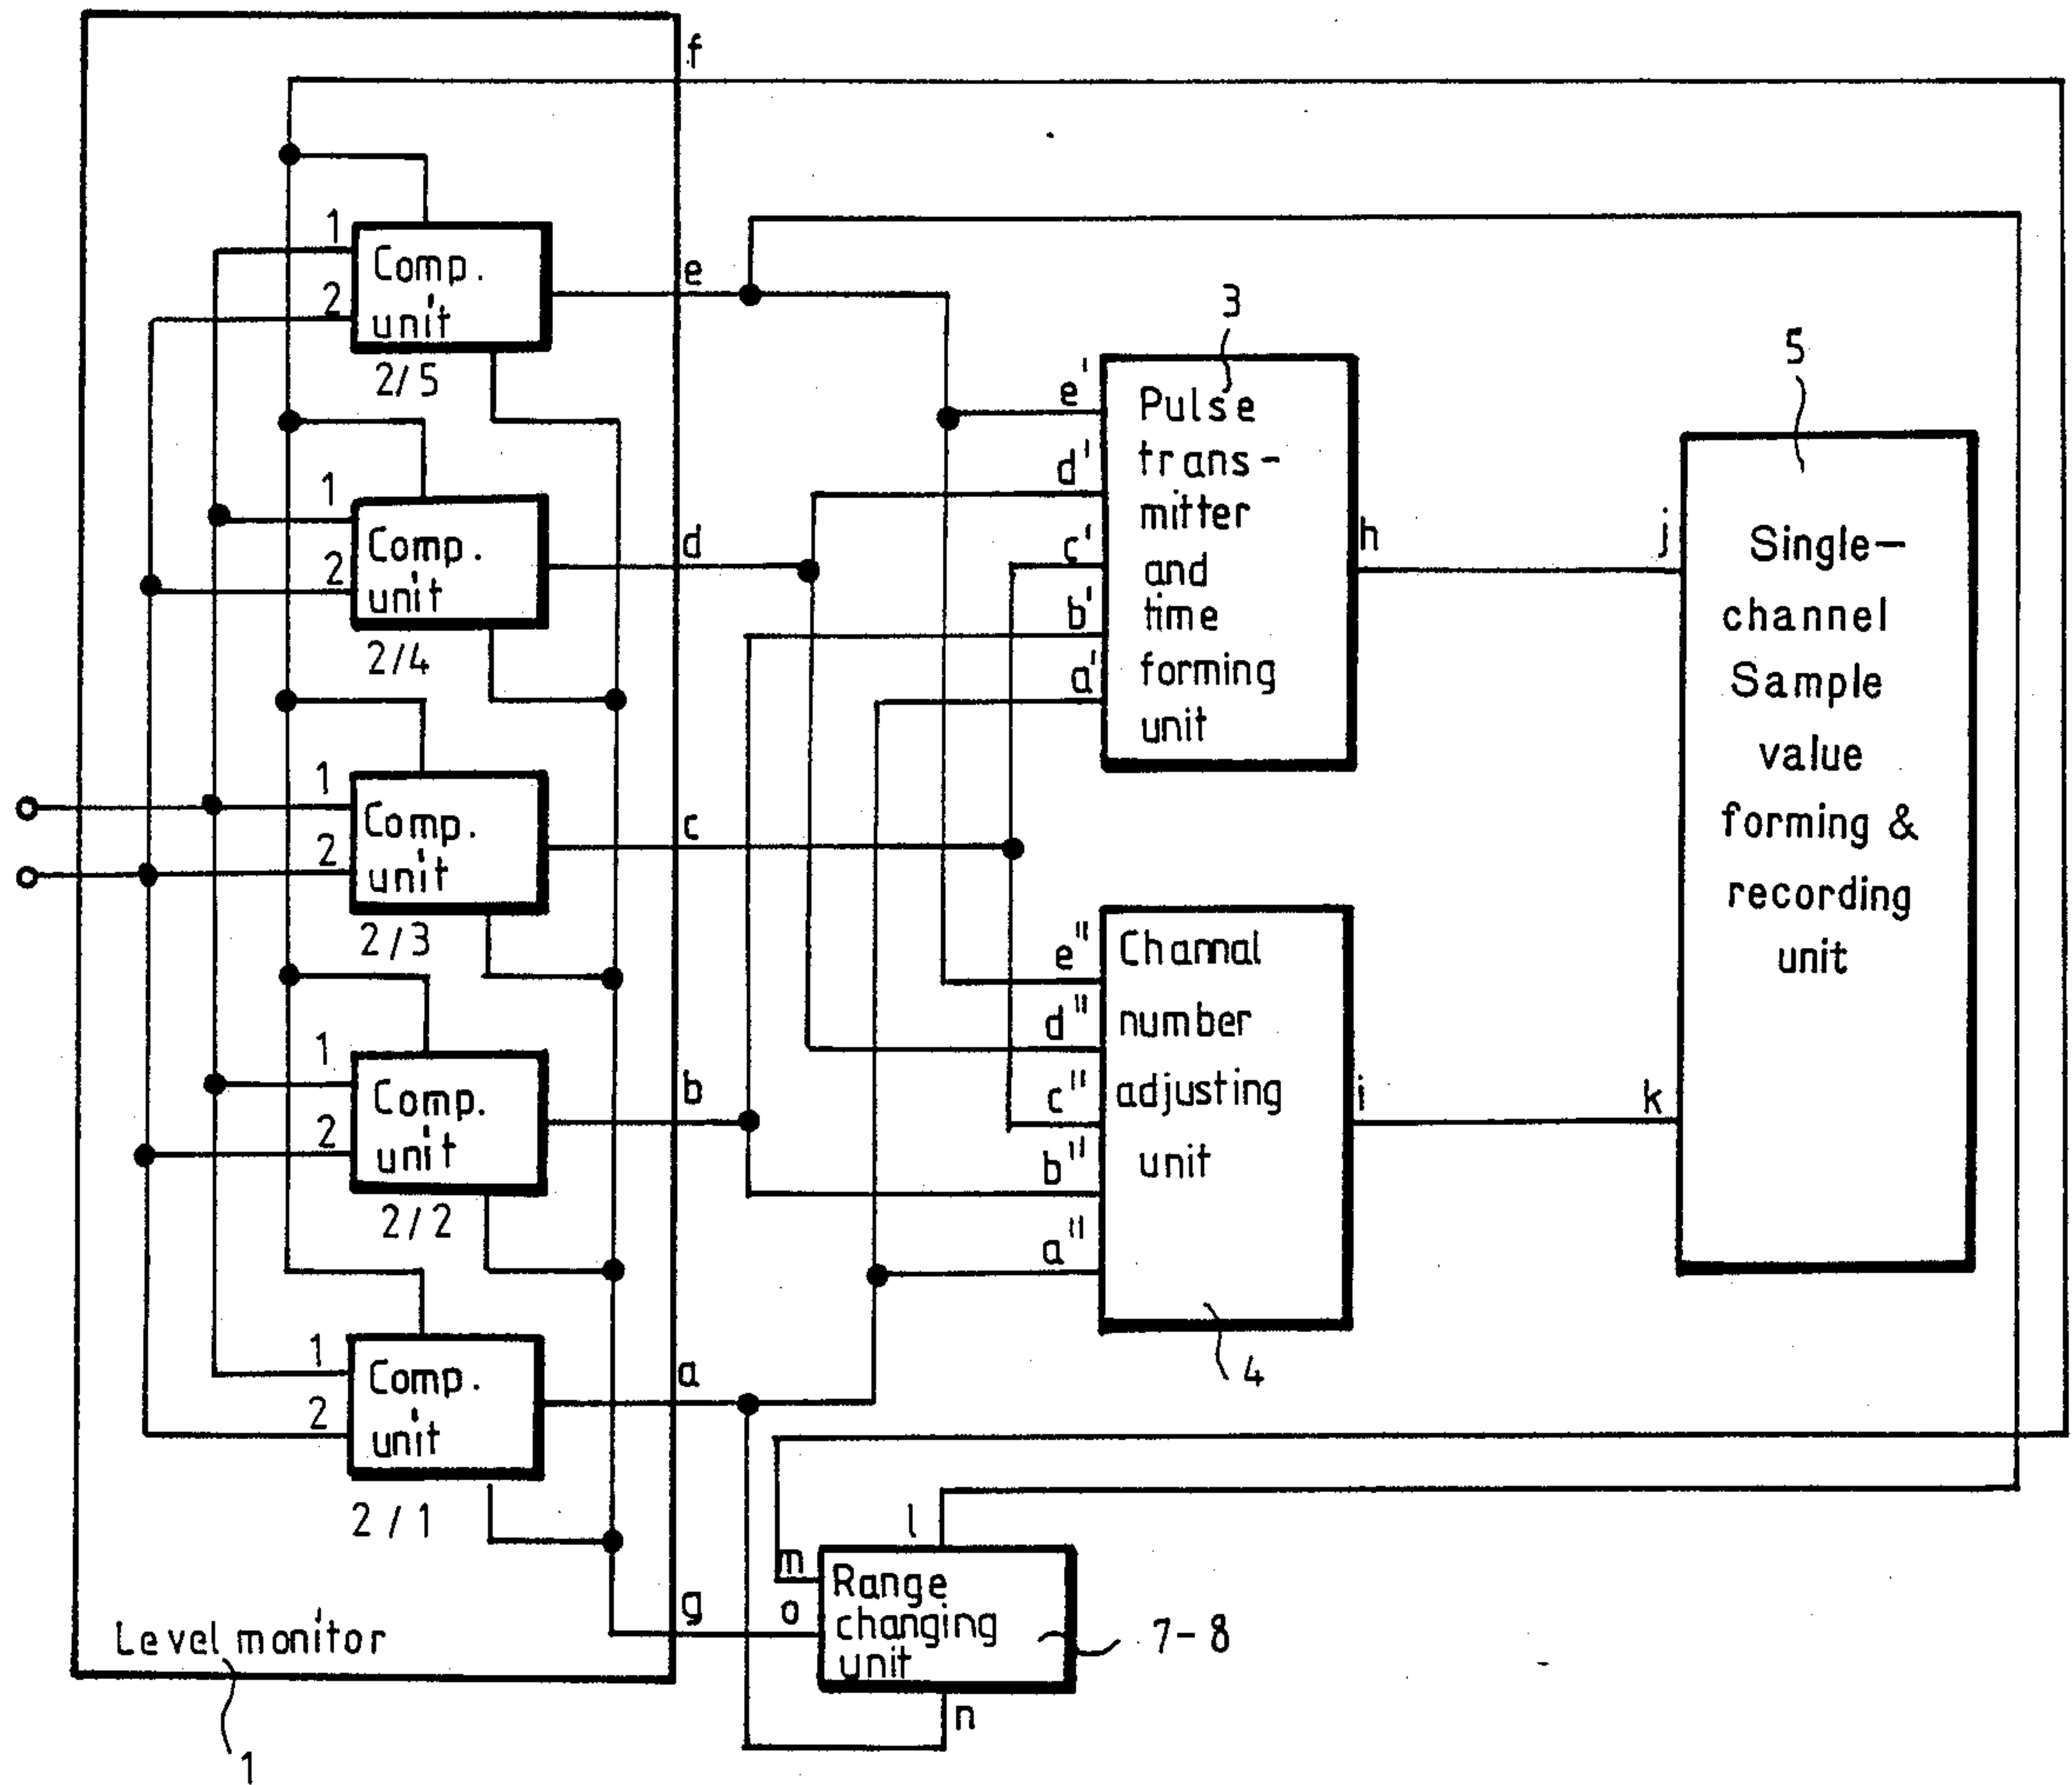 f
1
2
Comp.
unit
2/5
e
1
2
Comp.
unit
2/4
d
1
2
Comp.
unit
2/3
c
1
2
Comp.
unit
2/2
b
1
2
Comp.
unit
2/1
a
g
Level monitor
1
3
e'
d'
c'
b'
a'
Pulse
trans-
mitter
and
time
forming
unit
h
e"
d"
c"
b"
a"
Channal
number
adjusting
unit
i
4
5
j
k
Single-
channel
Sample
value
forming &
recording
unit
l
m
o
n
Range
changing
unit
7-8